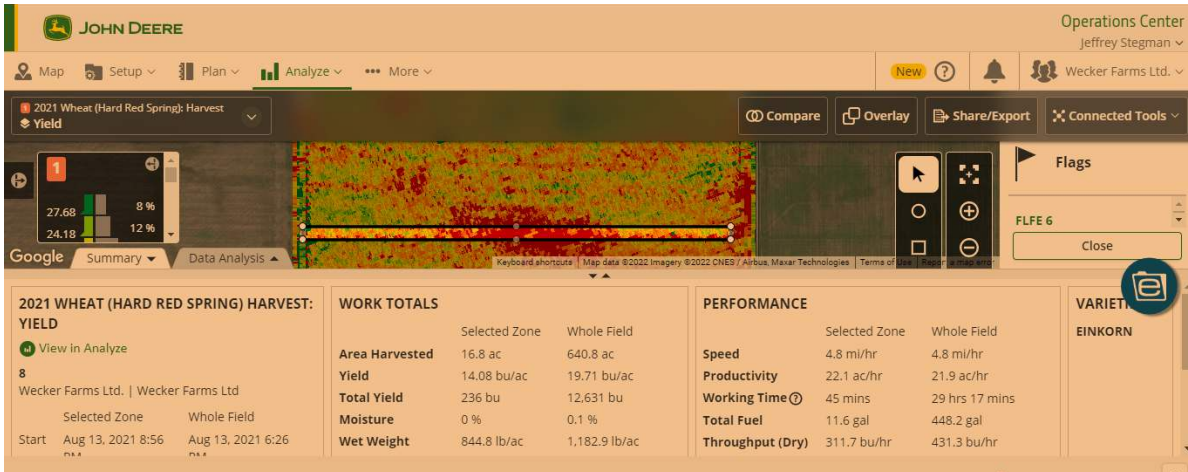 JOHN DEERE
Operations Center
Jeffrey Stegman
Map Setup Plan Analyze ••• More New ? Wecker Farms Ltd.
1 2021 Wheat (Hard Red Spring): Harvest
Yield
Compare Overlay Share/Export Connected Tools
1
27.68 8 %
24.18 12 %
Flags
FLFE 6
Close
Google Summary Data Analysis
Keyboard shortcuts Map data ©2022 Imagery ©2022 CNES / Airbus, Maxar Technologies Terms of Use Report a map error
2021 WHEAT (HARD RED SPRING) HARVEST:
YIELD
View in Analyze
8
Wecker Farms Ltd. | Wecker Farms Ltd
Selected Zone Whole Field
Start Aug 13, 2021 8:56 Aug 13, 2021 6:26
PM PM
WORK TOTALS
Selected Zone Whole Field
Area Harvested 16.8 ac 640.8 ac
Yield 14.08 bu/ac 19.71 bu/ac
Total Yield 236 bu 12,631 bu
Moisture 0 % 0.1 %
Wet Weight 844.8 lb/ac 1,182.9 lb/ac
PERFORMANCE
Selected Zone Whole Field
Speed 4.8 mi/hr 4.8 mi/hr
Productivity 22.1 ac/hr 21.9 ac/hr
Working Time ? 45 mins 29 hrs 17 mins
Total Fuel 11.6 gal 448.2 gal
Throughput (Dry) 311.7 bu/hr 431.3 bu/hr
EINKORN